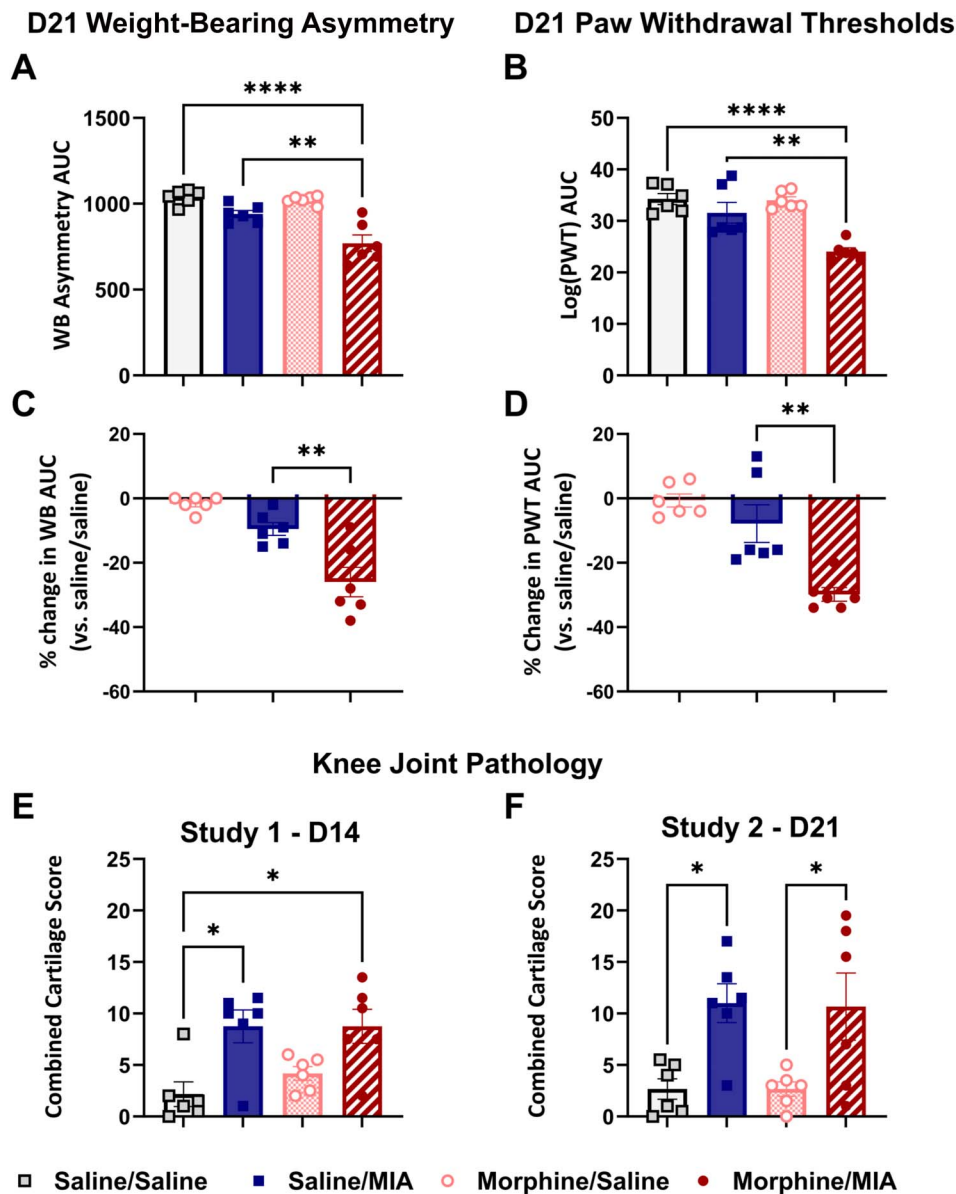 D21 Weight-Bearing Asymmetry
D21 Paw Withdrawal Thresholds
A
WB Asymmetry AUC
1500
1000
500
0
****
**
B
Log(PWT) AUC
50
40
30
20
10
0
****
**
C
% change in WB AUC
(vs. saline/saline)
20
0
-20
-40
-60
**
D
% Change in PWT AUC
(vs. saline/saline)
20
0
-20
-40
-60
**
Knee Joint Pathology
E
Study 1 - D14
Combined Cartilage Score
25
20
15
10
5
0
*
*
F
Study 2 - D21
Combined Cartilage Score
25
20
15
10
5
0
*
*
Saline/Saline
Saline/MIA
Morphine/Saline
Morphine/MIA